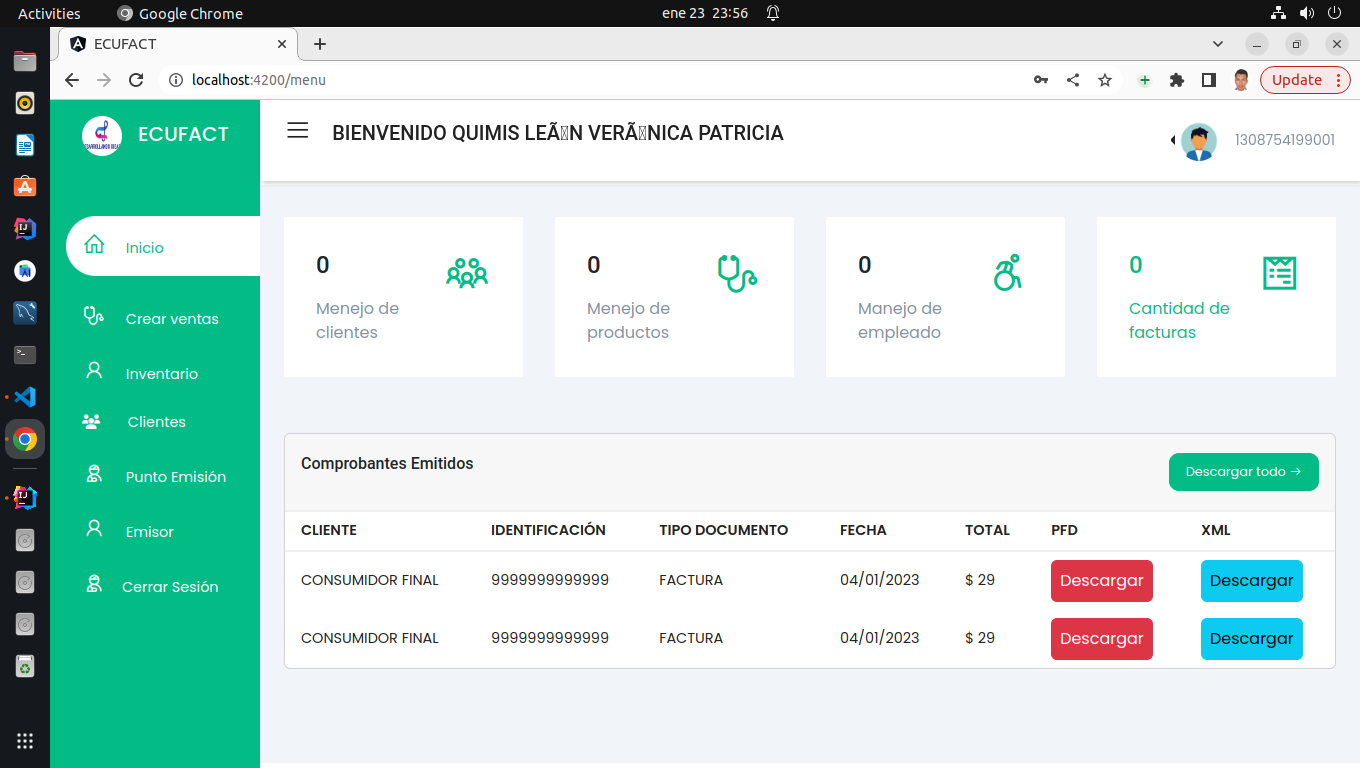 Activities Google Chrome ene 23 23:56
ECUFACT
localhost:4200/menu Update
ECUFACT
BIENVENIDO QUIMIS LEÃN VERÃNICA PATRICIA 1308754199001
Inicio
Crear ventas
Inventario
Clientes
Punto Emisión
Emisor
Cerrar Sesión
0
Menejo de
clientes
0
Menejo de
productos
0
Manejo de
empleado
0
Cantidad de
facturas
Comprobantes Emitidos
Descargar todo →
CLIENTE IDENTIFICACIÓN TIPO DOCUMENTO FECHA TOTAL PFD XML
CONSUMIDOR FINAL 9999999999999 FACTURA 04/01/2023 $ 29 Descargar Descargar
CONSUMIDOR FINAL 9999999999999 FACTURA 04/01/2023 $ 29 Descargar Descargar